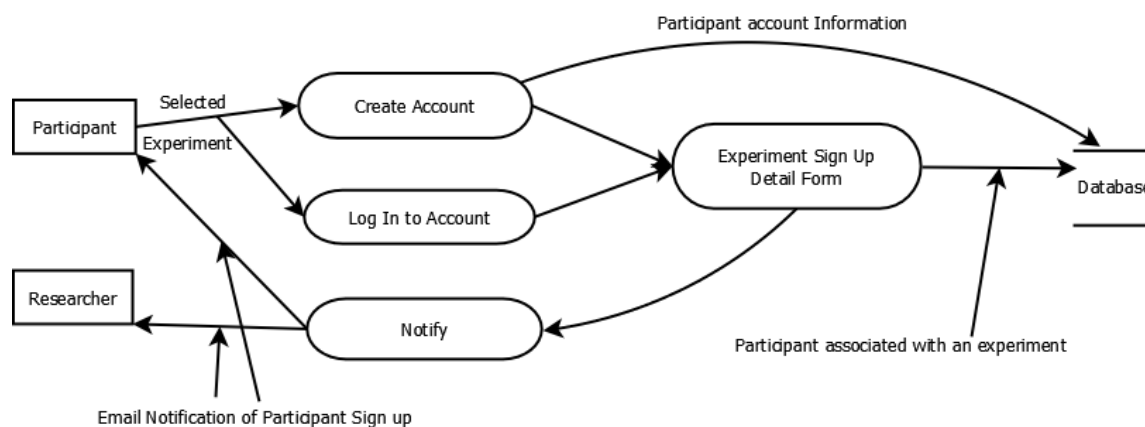 Participant account Information
Selected
Create Account
Participant
Experiment
Experiment Sign Up
Detail Form
Database
Log In to Account
Researcher
Notify
Participant associated with an experiment
Email Notification of Participant Sign up